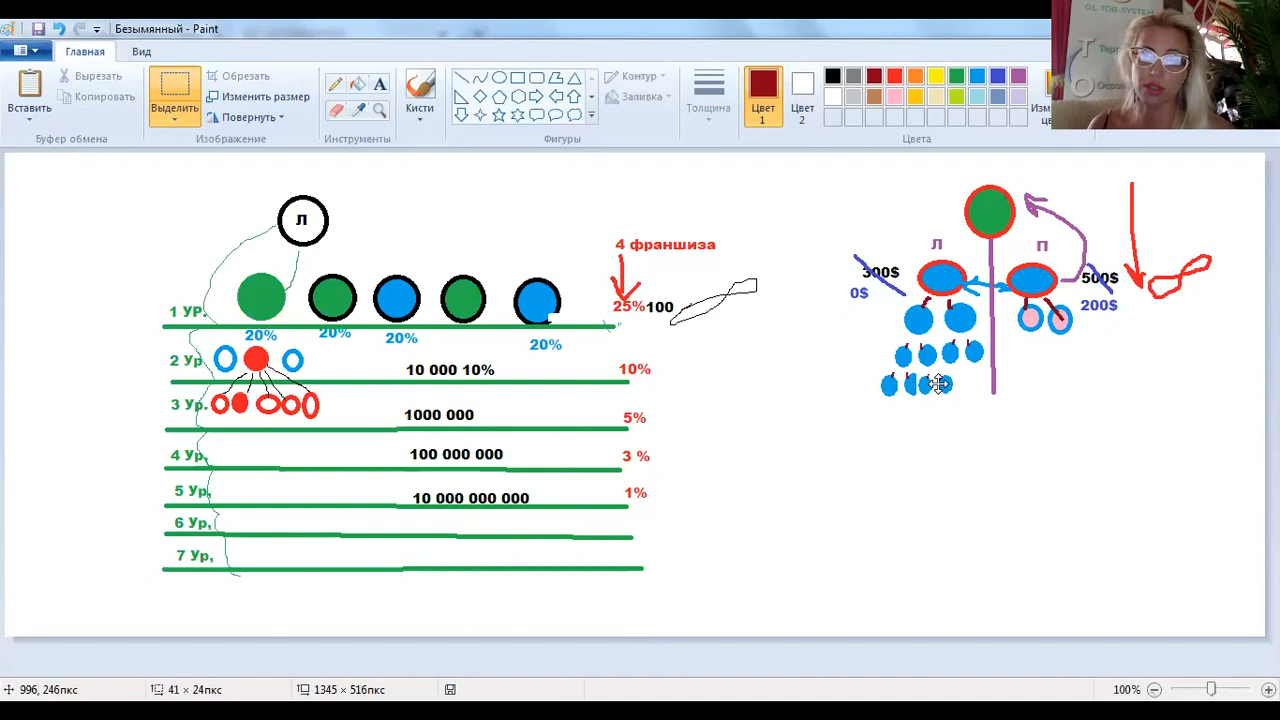 Безымянный - Paint
Главная
Вид
Вставить
Вырезать
Копировать
Буфер обмена
Выделить
Обрезать
Изменить размер
Повернуть
Изображение
Инструменты
Кисти
Контур
Заливка
Фигуры
Толщина
Цвет 1
Цвет 2
Цвета
GL TOR-SYSTEM
Л
4 франшиза
1 УР.
25%
100
20%
20%
20%
20%
2 Ур
10 000 10%
10%
3 Ур.
1000 000
5%
4 Ур,
100 000 000
3 %
5 Ур,
10 000 000 000
1%
6 Ур,
7 Ур,
Л
П
300$
500$
0$
200$
996, 246пкс
41 × 24пкс
1345 × 516пкс
100%